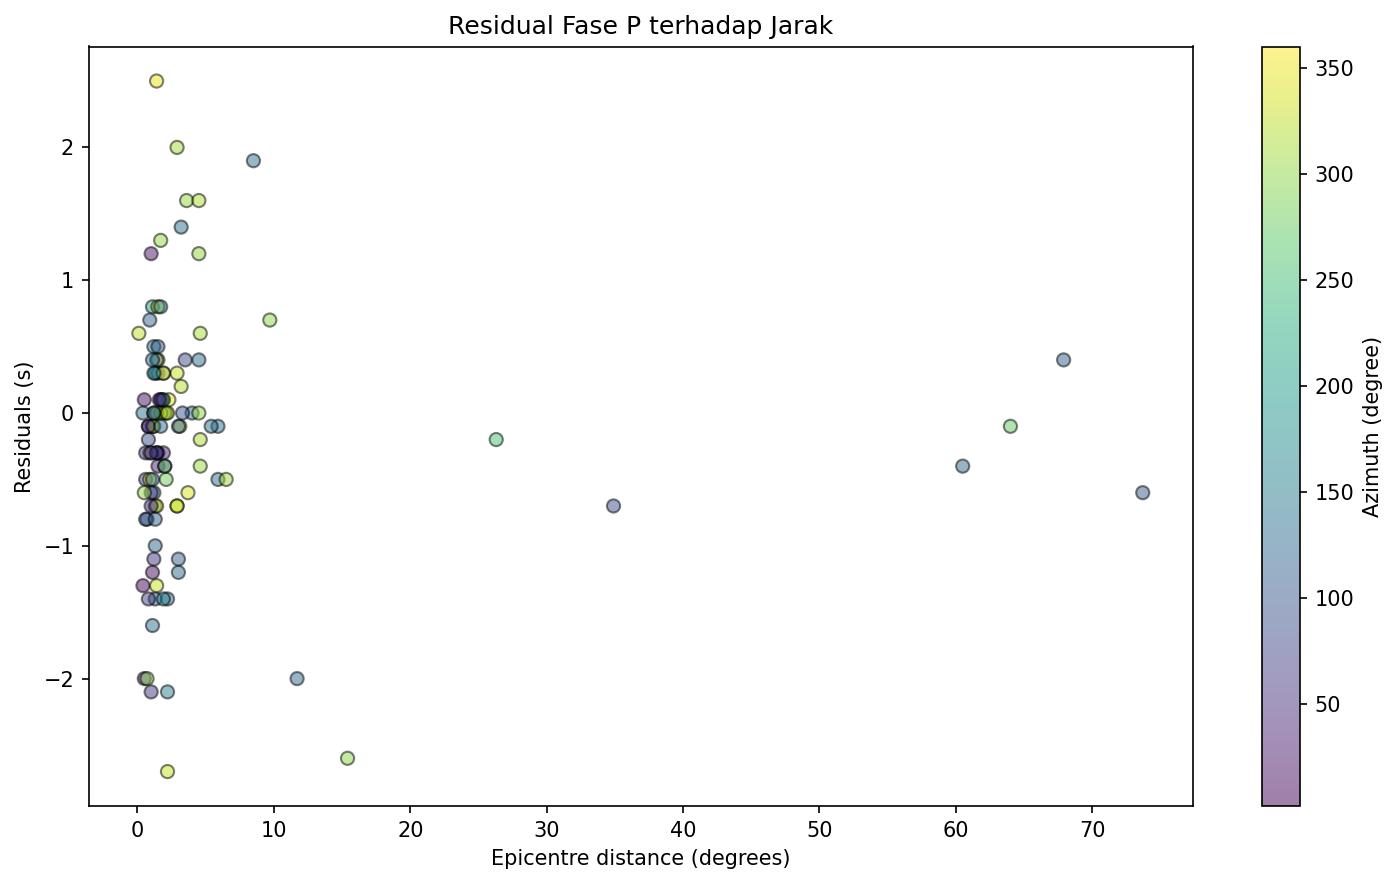 Residual Fase P terhadap Jarak
Residuals (s)
2
1
0
−1
−2
0 10 20 30 40 50 60 70
Epicentre distance (degrees)
350
300
250
200
150
100
50
Azimuth (degree)